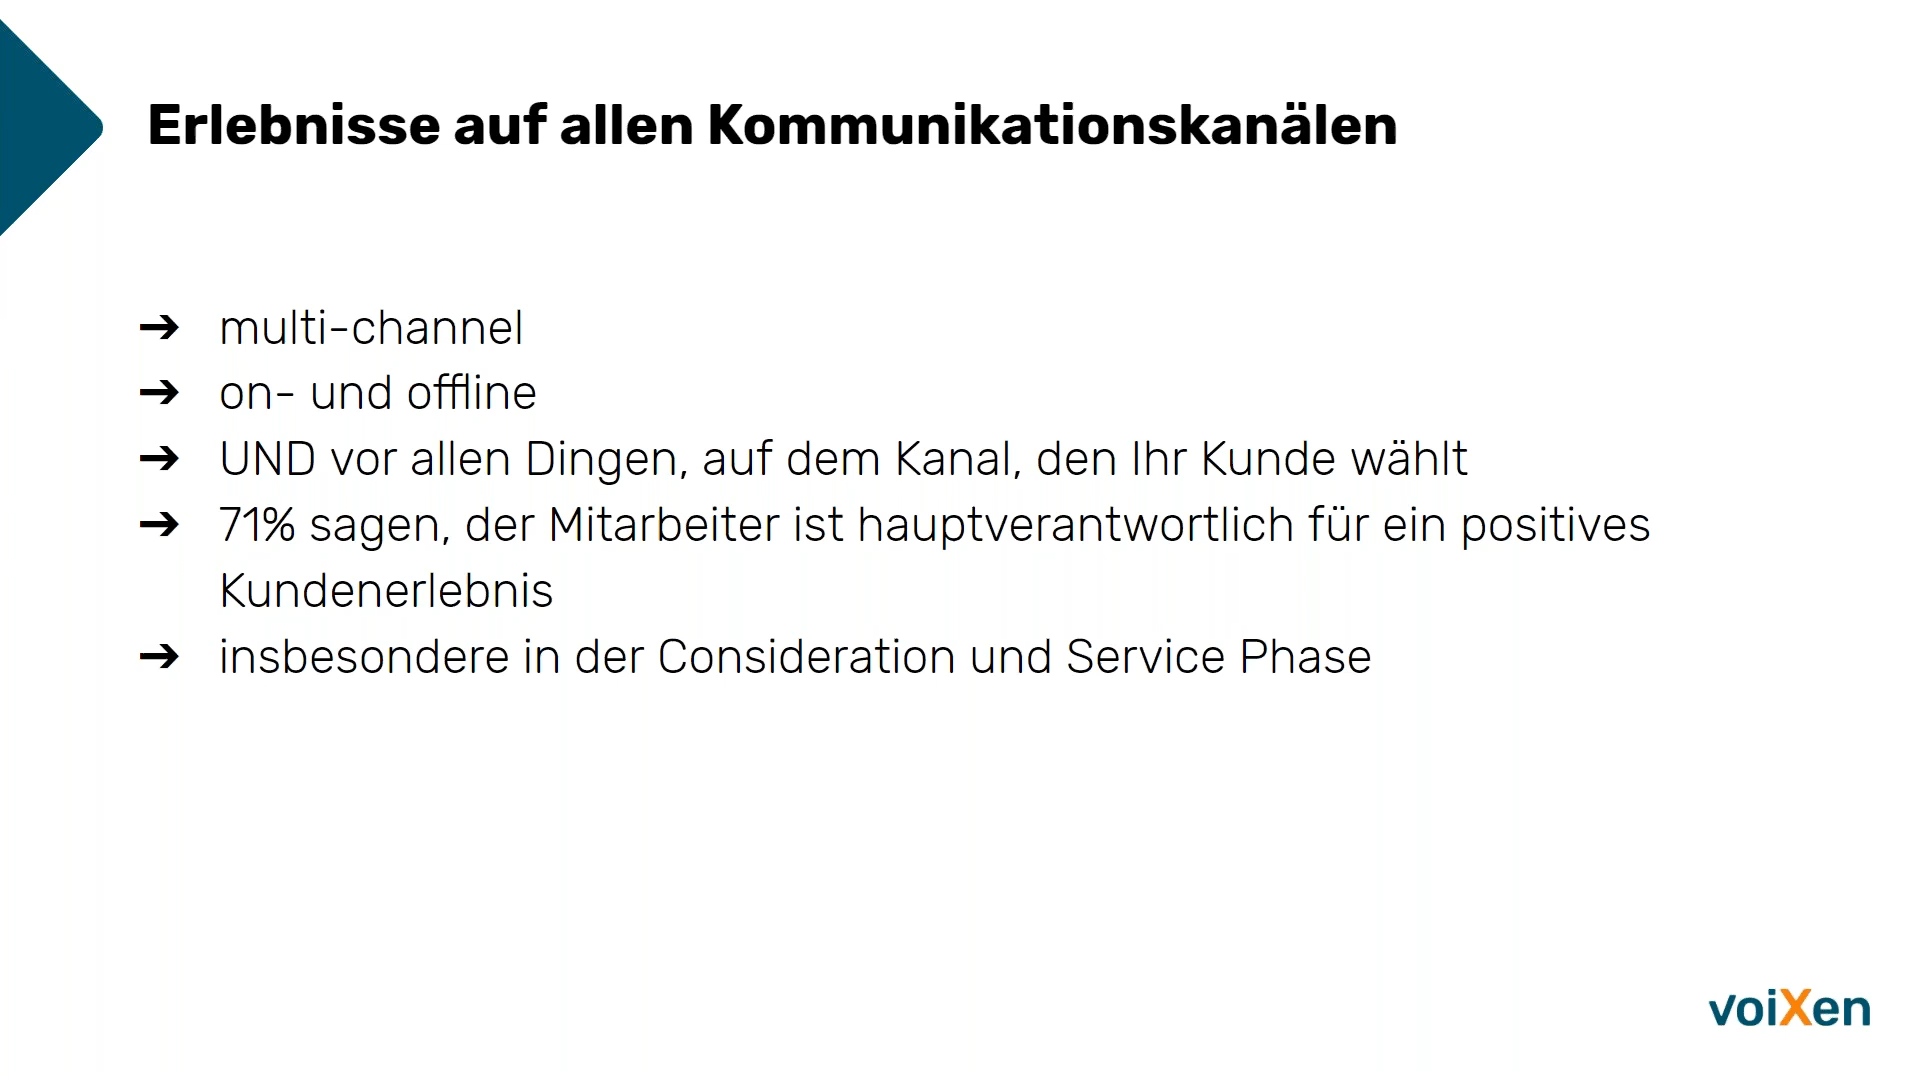 Erlebnisse auf allen Kommunikationskanälen
➔ multi-channel
➔ on- und offline
➔ UND vor allen Dingen, auf dem Kanal, den Ihr Kunde wählt
➔ 71% sagen, der Mitarbeiter ist hauptverantwortlich für ein positives
Kundenerlebnis
➔ insbesondere in der Consideration und Service Phase
voiXen